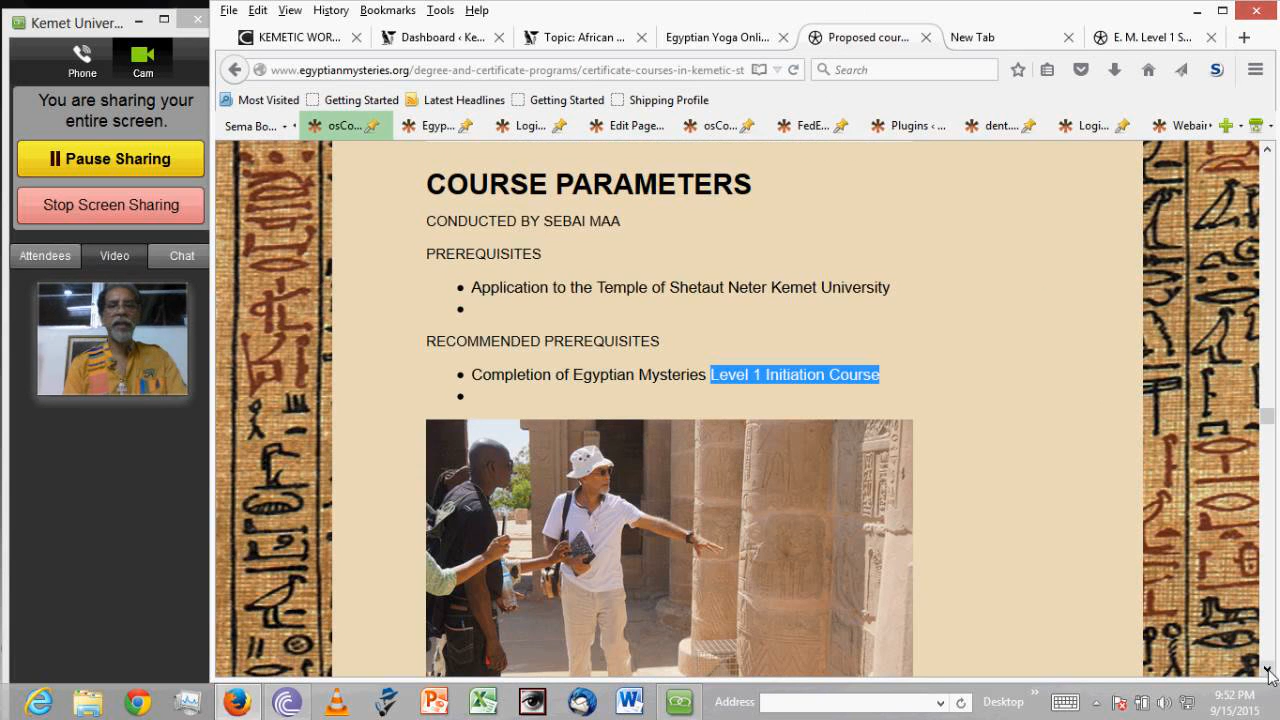 Kemet Univer...
Phone
Cam
You are sharing your
entire screen.
Pause Sharing
Stop Screen Sharing
Attendees
Video
Chat
File Edit View History Bookmarks Tools Help
KEMETIC WOR...
Dashboard ‹ Ke...
Topic: African ...
Egyptian Yoga Onli...
Proposed cour...
New Tab
E. M. Level 1 S...
www.egyptianmysteries.org/degree-and-certificate-programs/certificate-courses-in-kemetic-st
Search
Most Visited
Getting Started
Latest Headlines
Getting Started
Shipping Profile
Sema Bo...
osCo...
Egyp...
Logi...
Edit Page...
osCo...
FedE...
Plugins ‹ ...
dent....
Logi...
Webair
COURSE PARAMETERS
CONDUCTED BY SEBAI MAA
PREREQUISITES
• Application to the Temple of Shetaut Neter Kemet University
•
RECOMMENDED PREREQUISITES
• Completion of Egyptian Mysteries Level 1 Initiation Course
•
Address
Desktop
9:52 PM
9/15/2015